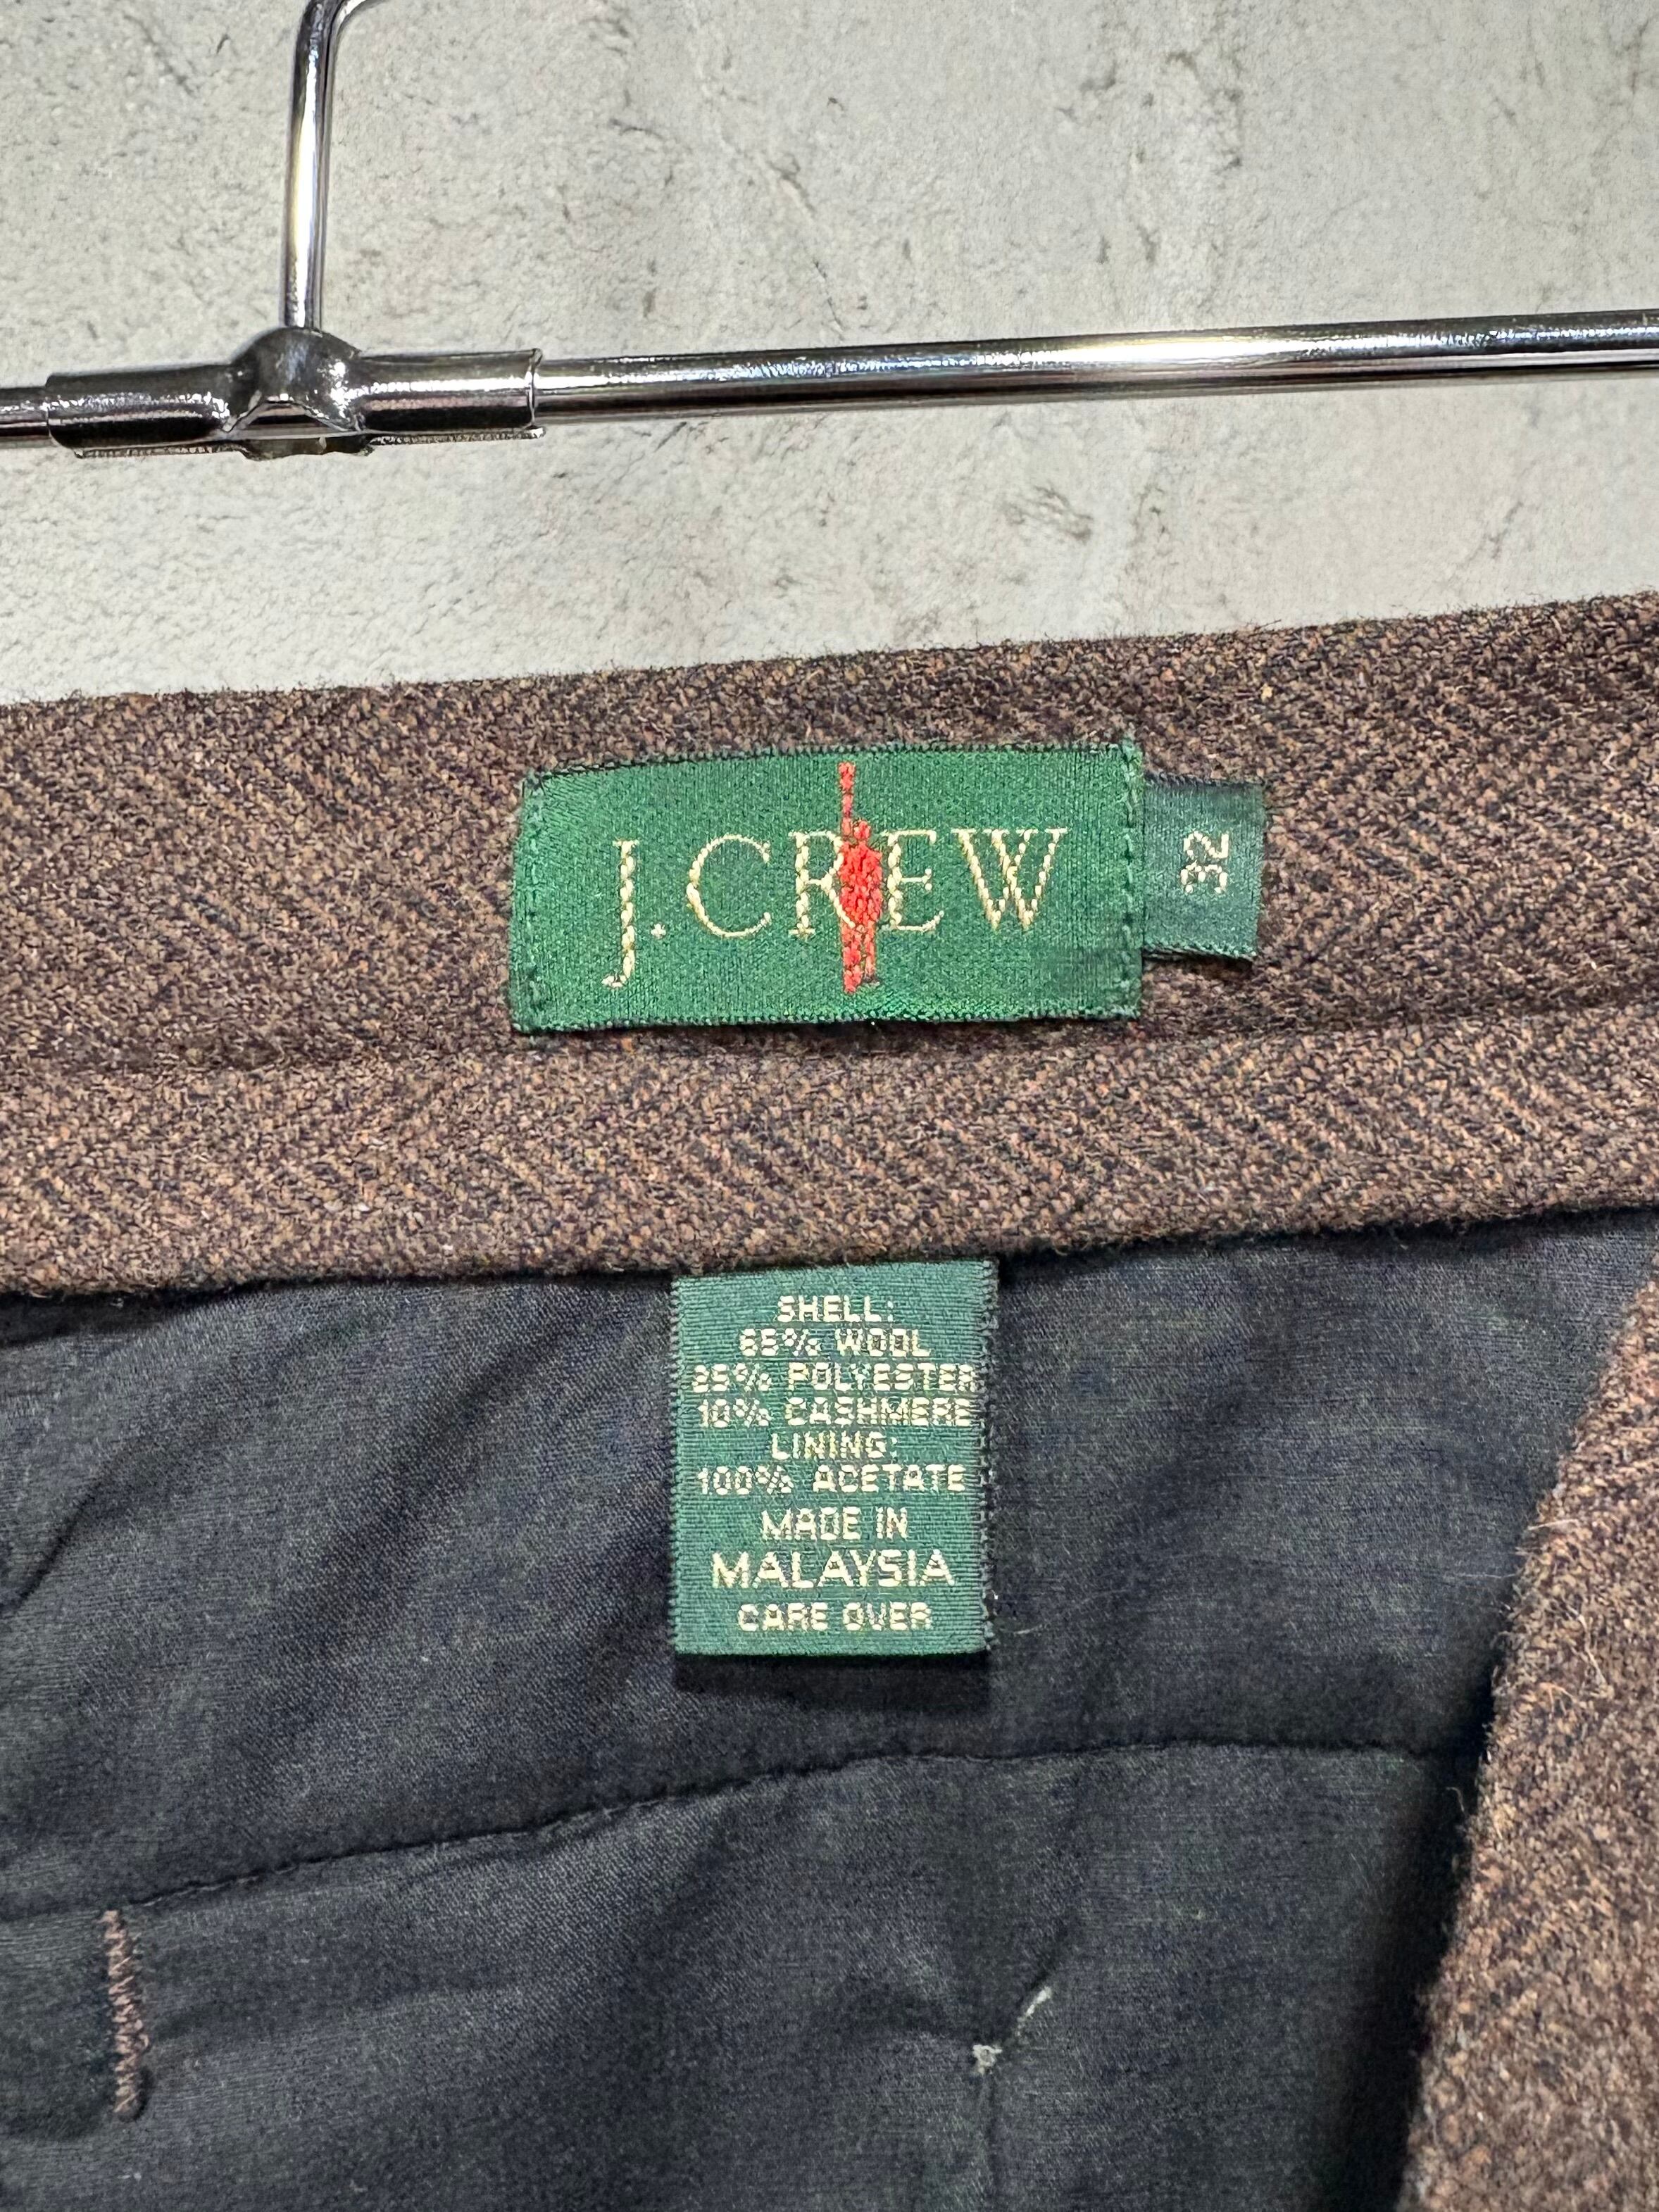 J.CREW
32
SHELL:
65% WOOL
25% POLYESTER
10% CASHMERE
LINING:
100% ACETATE
MADE IN
MALAYSIA
CARE OVER